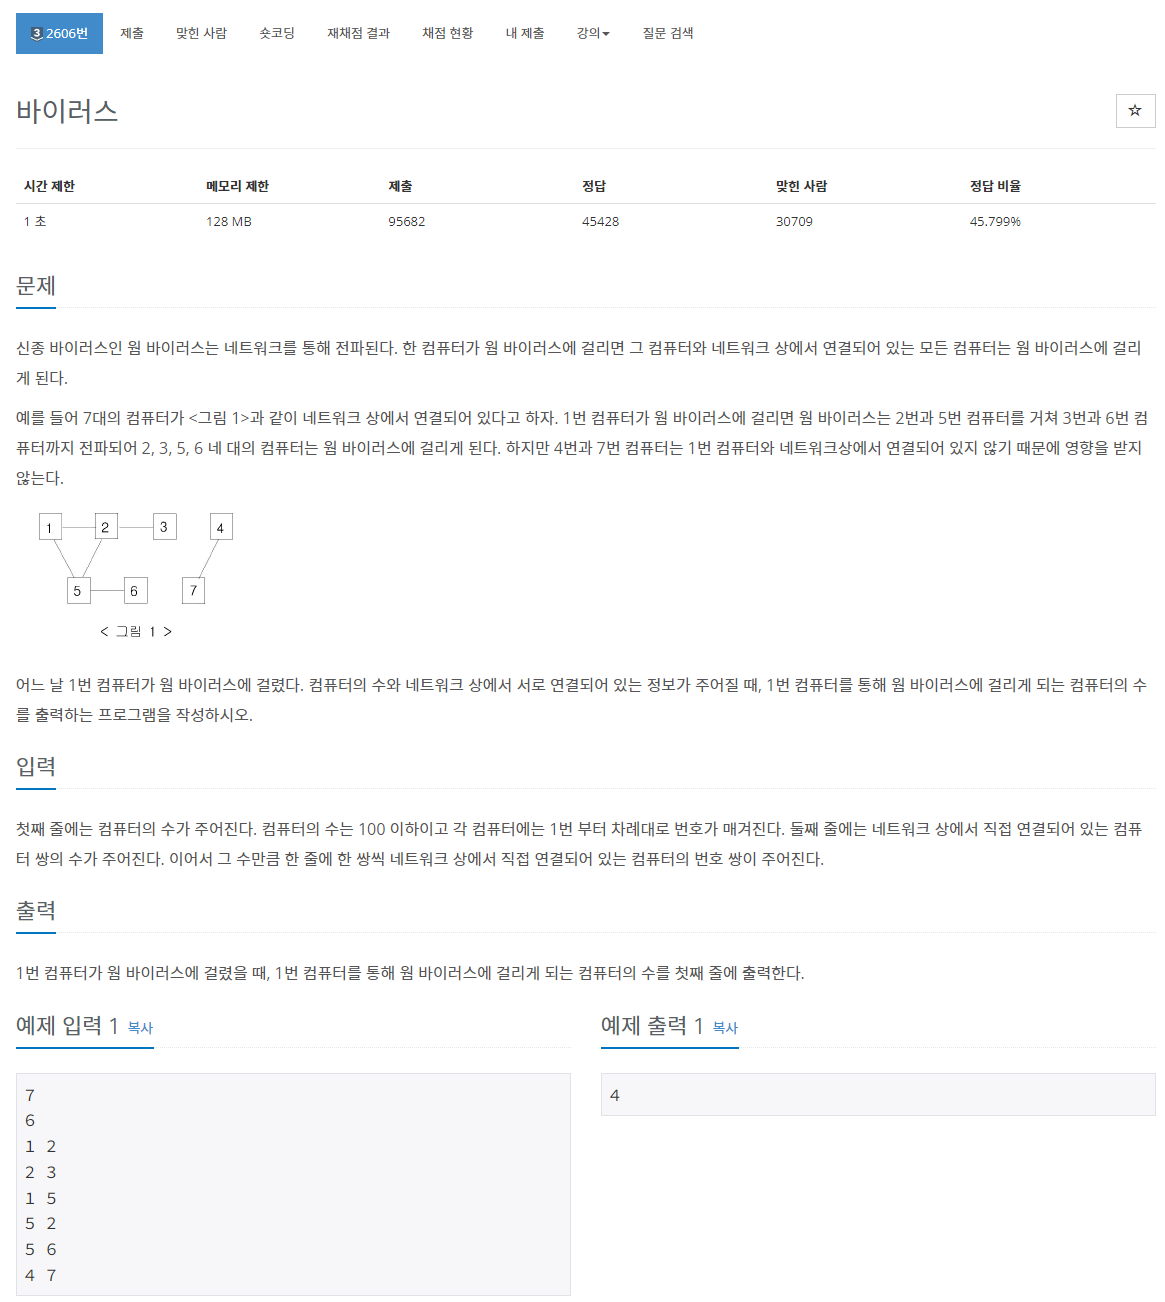 3 2606번 제출 맞힌 사람 숏코딩 재채점 결과 채점 현황 내 제출 강의 질문 검색
바이러스
시간 제한 메모리 제한 제출 정답 맞힌 사람 정답 비율
1 초 128 MB 95682 45428 30709 45.799%
문제
신종 바이러스인 웜 바이러스는 네트워크를 통해 전파된다. 한 컴퓨터가 웜 바이러스에 걸리면 그 컴퓨터와 네트워크 상에서 연결되어 있는 모든 컴퓨터는 웜 바이러스에 걸리
게 된다.
예를 들어 7대의 컴퓨터가 <그림 1>과 같이 네트워크 상에서 연결되어 있다고 하자. 1번 컴퓨터가 웜 바이러스에 걸리면 웜 바이러스는 2번과 5번 컴퓨터를 거쳐 3번과 6번 컴
퓨터까지 전파되어 2, 3, 5, 6 네 대의 컴퓨터는 웜 바이러스에 걸리게 된다. 하지만 4번과 7번 컴퓨터는 1번 컴퓨터와 네트워크상에서 연결되어 있지 않기 때문에 영향을 받지
않는다.
1 2 3 4
5 6 7
< 그림 1 >
어느 날 1번 컴퓨터가 웜 바이러스에 걸렸다. 컴퓨터의 수와 네트워크 상에서 서로 연결되어 있는 정보가 주어질 때, 1번 컴퓨터를 통해 웜 바이러스에 걸리게 되는 컴퓨터의 수
를 출력하는 프로그램을 작성하시오.
입력
첫째 줄에는 컴퓨터의 수가 주어진다. 컴퓨터의 수는 100 이하이고 각 컴퓨터에는 1번 부터 차례대로 번호가 매겨진다. 둘째 줄에는 네트워크 상에서 직접 연결되어 있는 컴퓨
터 쌍의 수가 주어진다. 이어서 그 수만큼 한 줄에 한 쌍씩 네트워크 상에서 직접 연결되어 있는 컴퓨터의 번호 쌍이 주어진다.
출력
1번 컴퓨터가 웜 바이러스에 걸렸을 때, 1번 컴퓨터를 통해 웜 바이러스에 걸리게 되는 컴퓨터의 수를 첫째 줄에 출력한다.
예제 입력 1 복사
7
6
1 2
2 3
1 5
5 2
5 6
4 7
예제 출력 1 복사
4